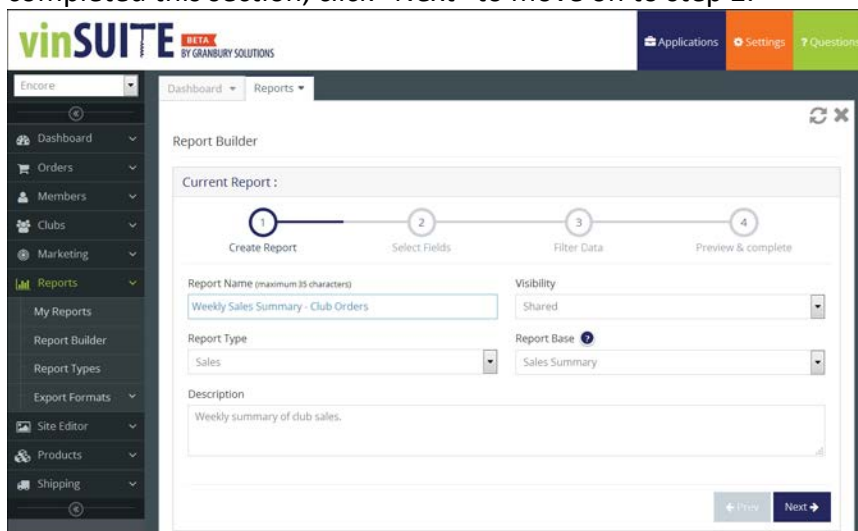 completed this section, click "Next" to move on to step 2.
vinSUITE BETA
BY GRANBURY SOLUTIONS
Applications Settings ? Questions
Encore
Dashboard Reports
Dashboard
Report Builder
Orders
Current Report :
Members
Clubs
1 2 3 4
Marketing
Create Report Select Fields Filter Data Preview & complete
Reports
Report Name (maximum 35 characters) Visibility
My Reports
Weekly Sales Summary - Club Orders Shared
Report Builder
Report Type Report Base ?
Report Types
Sales Sales Summary
Export Formats
Description
Site Editor
Weekly summary of club sales.
Products
Shipping
Prev Next